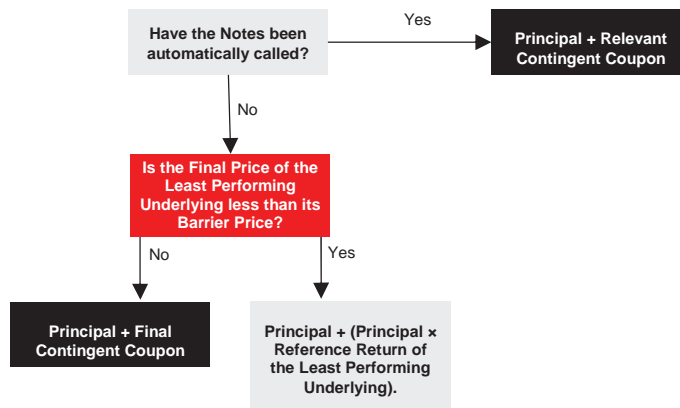 Have the Notes been
automatically called?
Yes
Principal + Relevant
Contingent Coupon
No
Is the Final Price of the
Least Performing
Underlying less than its
Barrier Price?
No
Yes
Principal + Final
Contingent Coupon
Principal + (Principal ×
Reference Return of
the Least Performing
Underlying).